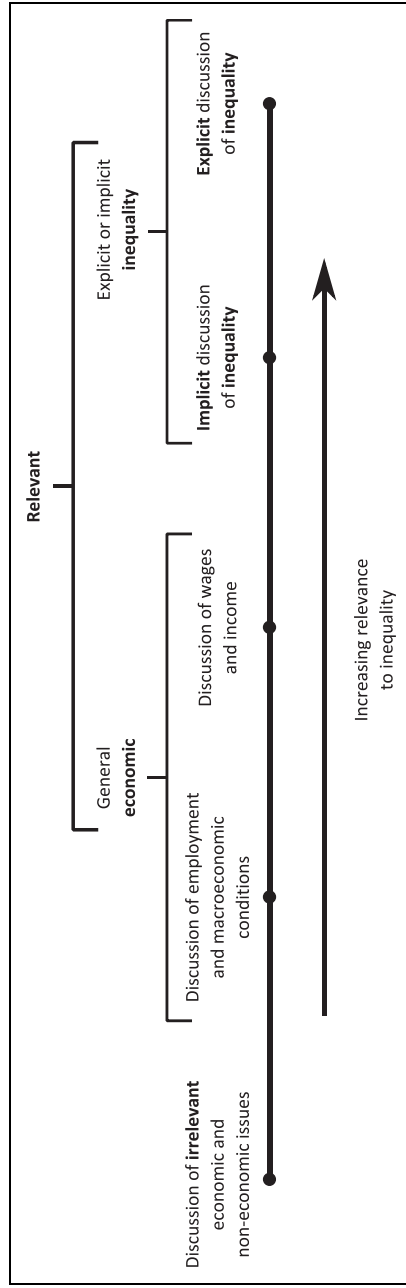 Relevant
General
economic
Explicit or implicit
inequality
Discussion of irrelevant
economic and
non-economic issues
Discussion of employment
and macroeconomic
conditions
Discussion of wages
and income
Implicit discussion
of inequality
Explicit discussion
of inequality
Increasing relevance
to inequality